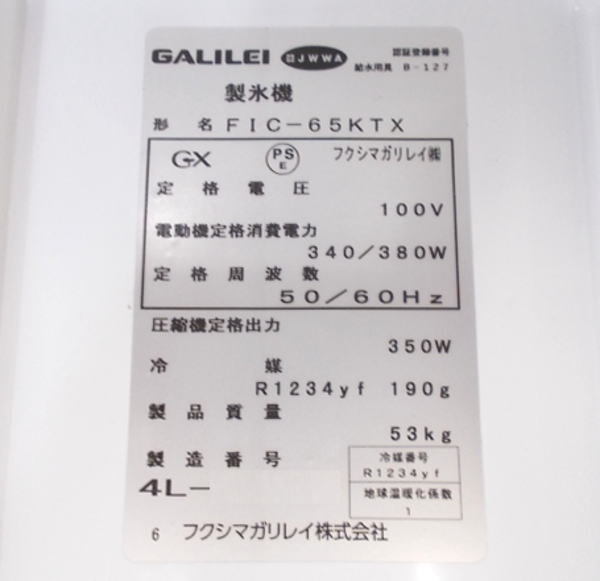 GALILEI JWWA 認証登録番号
給水用具 B-127
製氷機
形名 FIC-65KTX
GX PSE フクシマガリレイ㈱
定格電圧
100V
電動機定格消費電力
340/380W
定格周波数
50/60Hz
圧縮機定格出力
350W
冷媒
R1234yf 190g
製品質量
53kg
製造番号
4L-
冷媒番号
R1234yf
地球温暖化係数
1
6 フクシマガリレイ株式会社